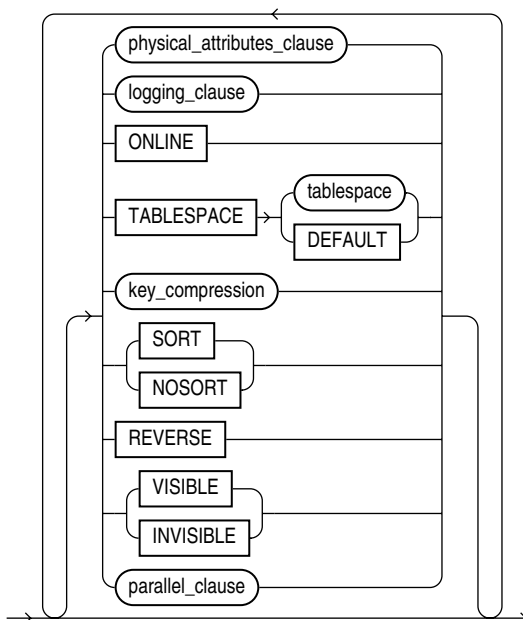 physical_attributes_clause
logging_clause
ONLINE
TABLESPACE
tablespace
DEFAULT
key_compression
SORT
NOSORT
REVERSE
VISIBLE
INVISIBLE
parallel_clause